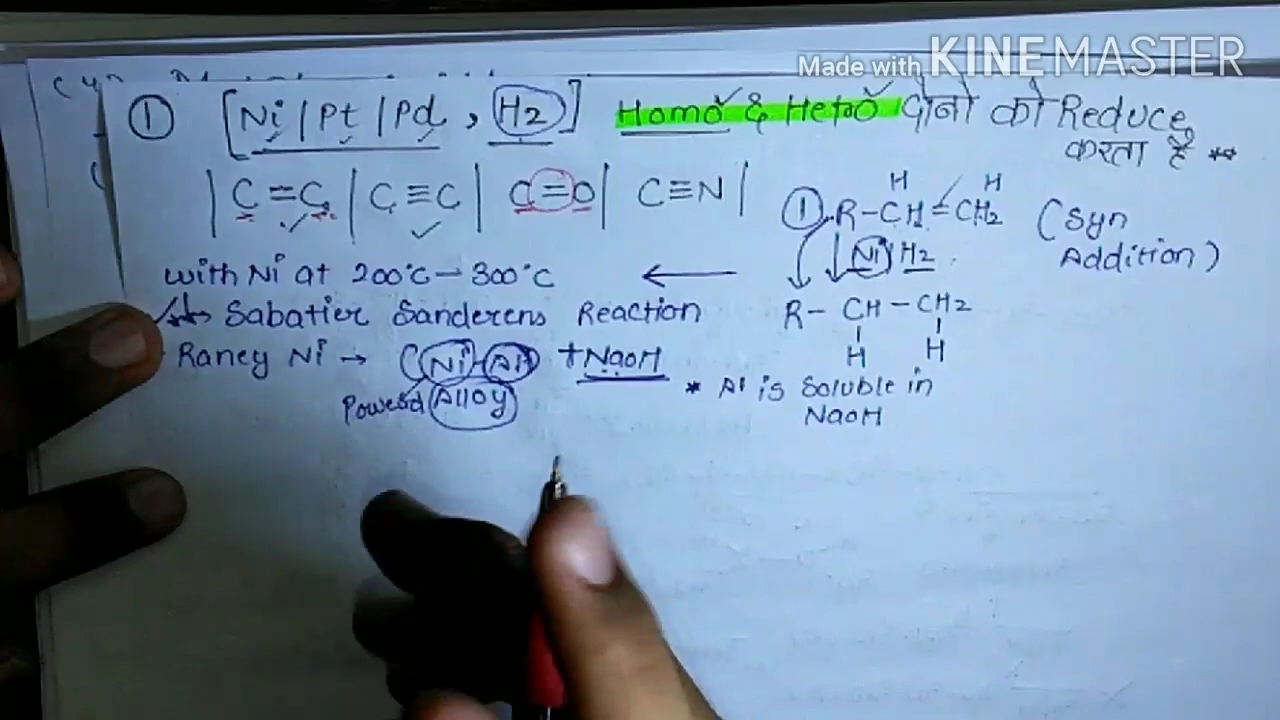 Made with KINEMASTER
① [Ni | Pt | Pd , H2] Homo & Hetro दोनो को Reduce
करता है **
| C=C | C≡C | C=O | C≡N |
H H
① R-CH=CH2 (Syn
Addition)
Ni H2
with Ni at 200°C - 300°C ←
R- CH - CH2
H H
Sabatier Sanderens Reaction
Raney Ni → (Ni-Al) + NaOH
Powerd Alloy
* Al is Soluble in
NaOH